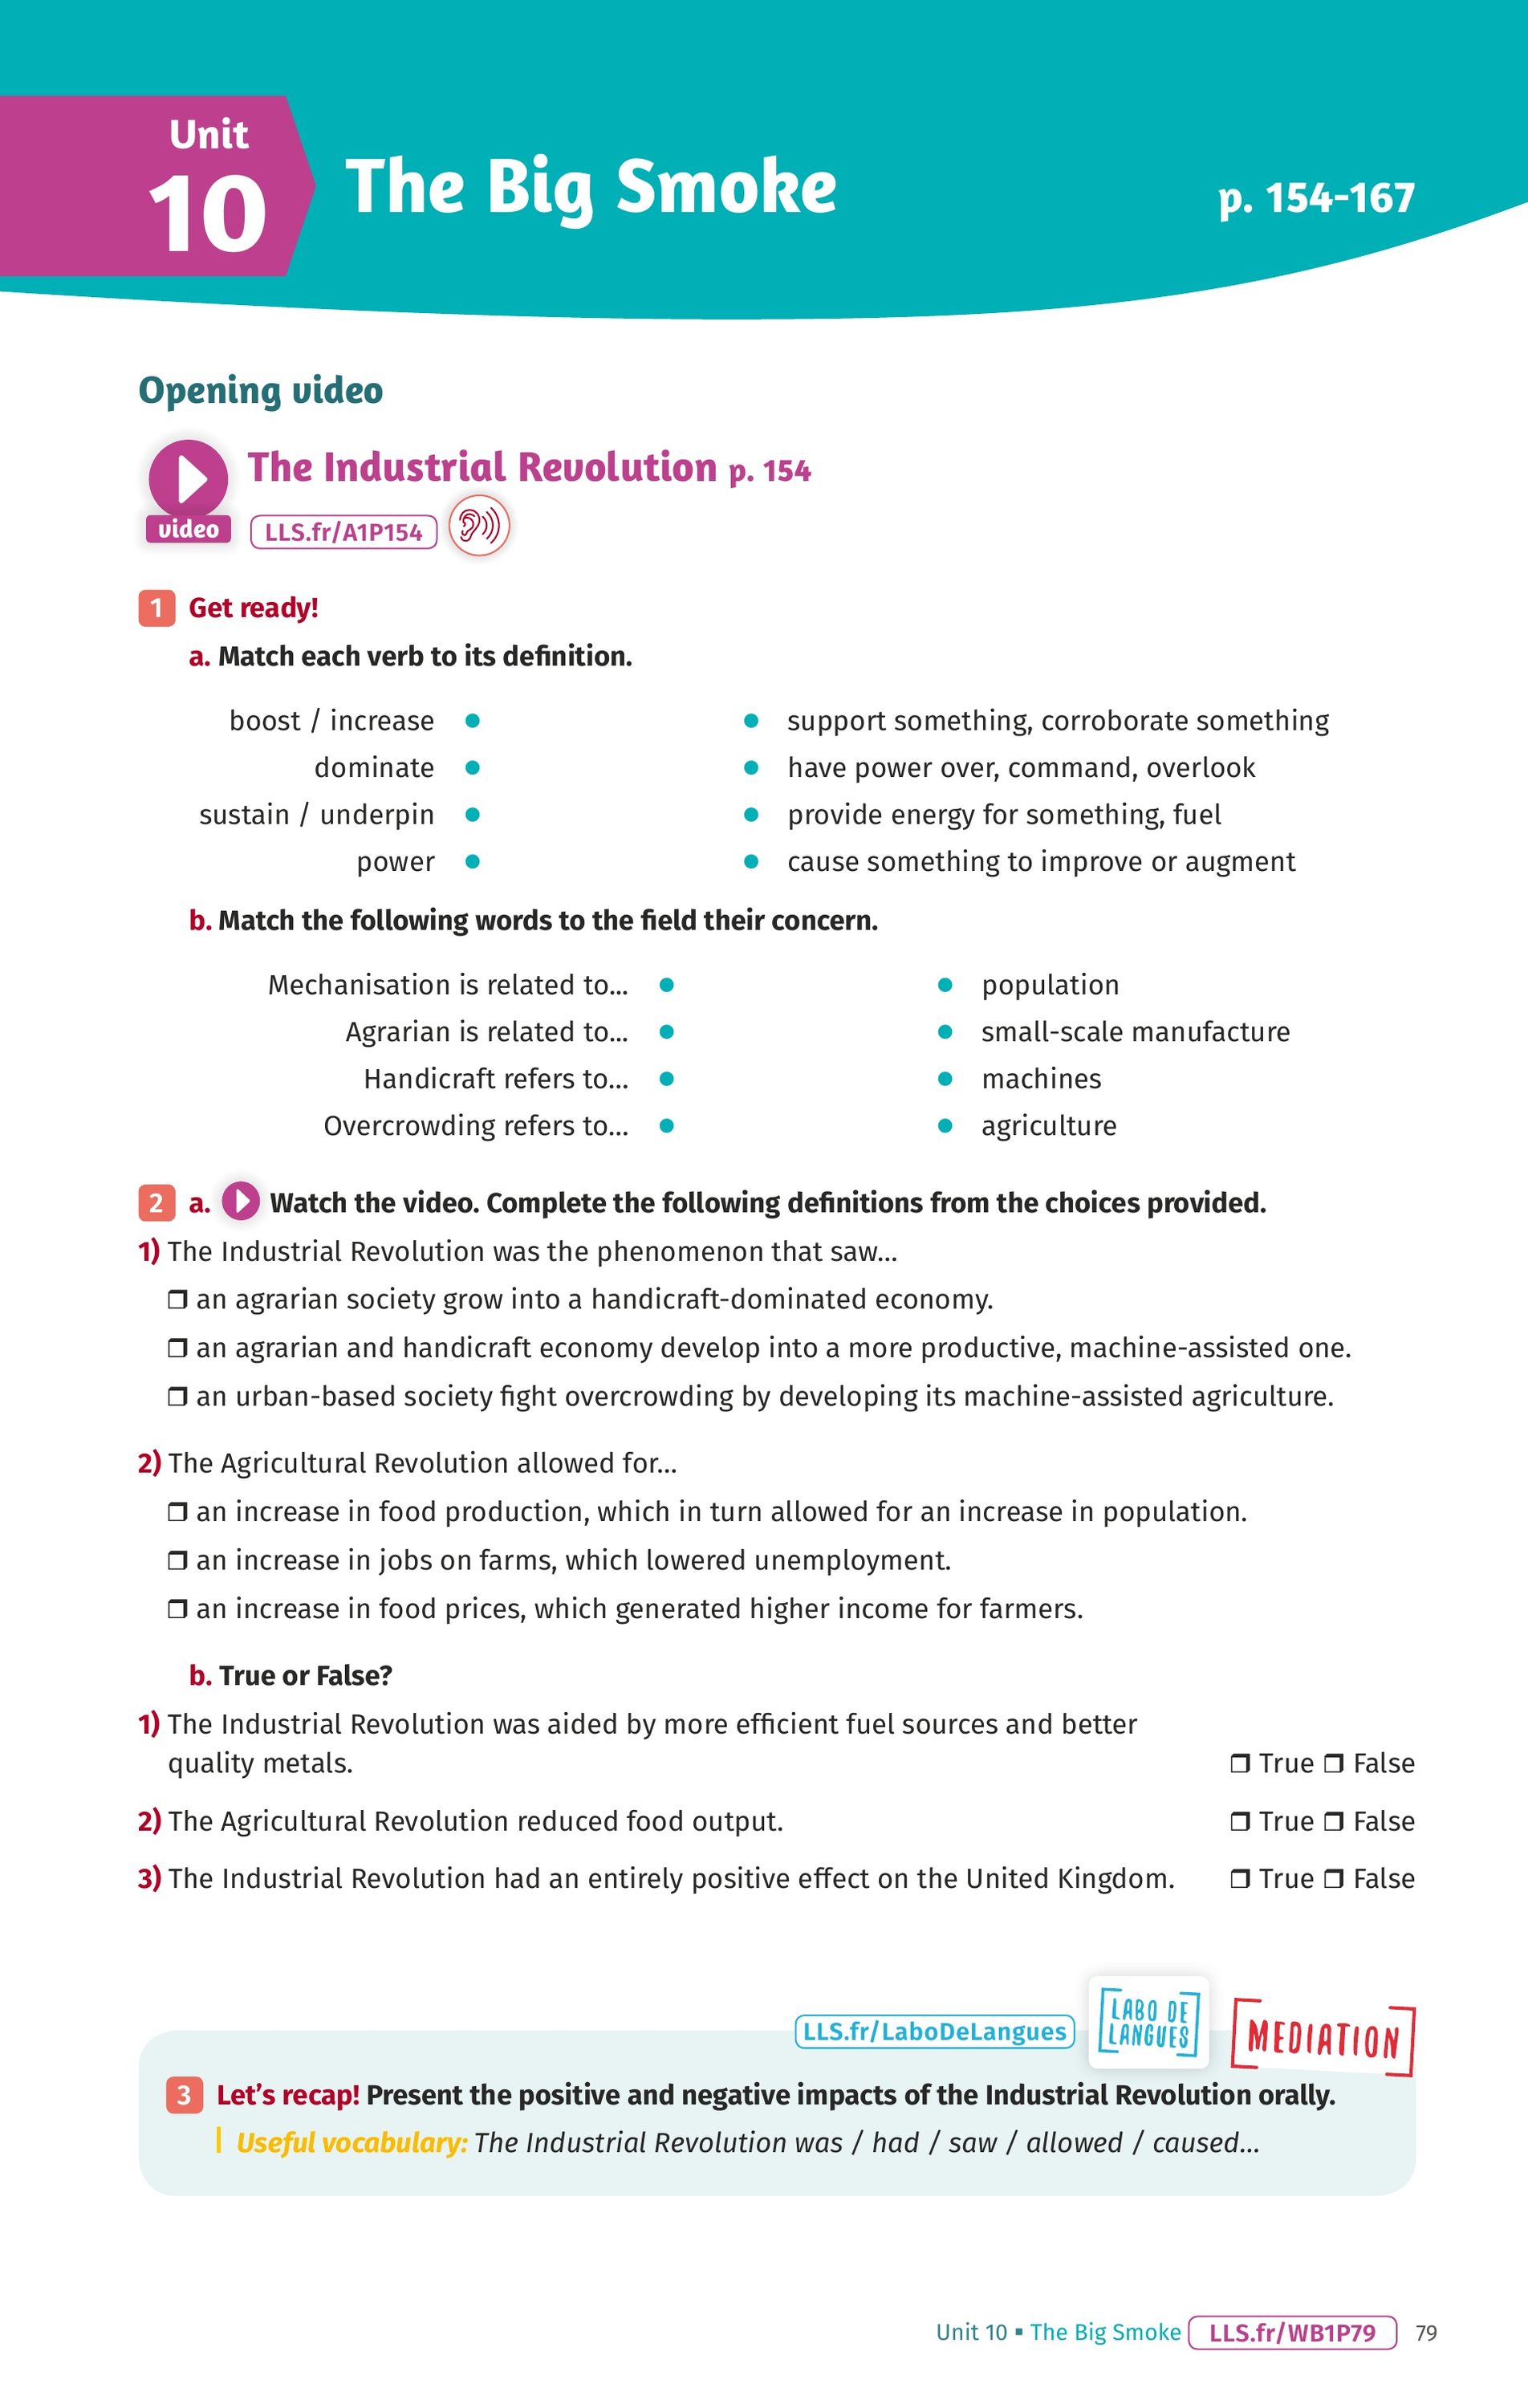 Unit
10
The Big Smoke
p. 154-167
Opening video
The Industrial Revolution p. 154
video
LLS.fr/A1P154
1 Get ready!
a. Match each verb to its definition.
boost / increase • • support something, corroborate something
dominate • • have power over, command, overlook
sustain / underpin • • provide energy for something, fuel
power • • cause something to improve or augment
b. Match the following words to the field their concern.
Mechanisation is related to... • • population
Agrarian is related to... • • small-scale manufacture
Handicraft refers to... • • machines
Overcrowding refers to... • • agriculture
2 a. Watch the video. Complete the following definitions from the choices provided.
1) The Industrial Revolution was the phenomenon that saw...
❒ an agrarian society grow into a handicraft-dominated economy.
❒ an agrarian and handicraft economy develop into a more productive, machine-assisted one.
❒ an urban-based society fight overcrowding by developing its machine-assisted agriculture.
2) The Agricultural Revolution allowed for...
❒ an increase in food production, which in turn allowed for an increase in population.
❒ an increase in jobs on farms, which lowered unemployment.
❒ an increase in food prices, which generated higher income for farmers.
b. True or False?
1) The Industrial Revolution was aided by more efficient fuel sources and better
quality metals. ❒ True ❒ False
2) The Agricultural Revolution reduced food output. ❒ True ❒ False
3) The Industrial Revolution had an entirely positive effect on the United Kingdom. ❒ True ❒ False
LLS.fr/LaboDeLangues
LABO DE
LANGUES
MEDIATION
3 Let's recap! Present the positive and negative impacts of the Industrial Revolution orally.
Useful vocabulary: The Industrial Revolution was / had / saw / allowed / caused...
Unit 10 ▪ The Big Smoke LLS.fr/WB1P79 79